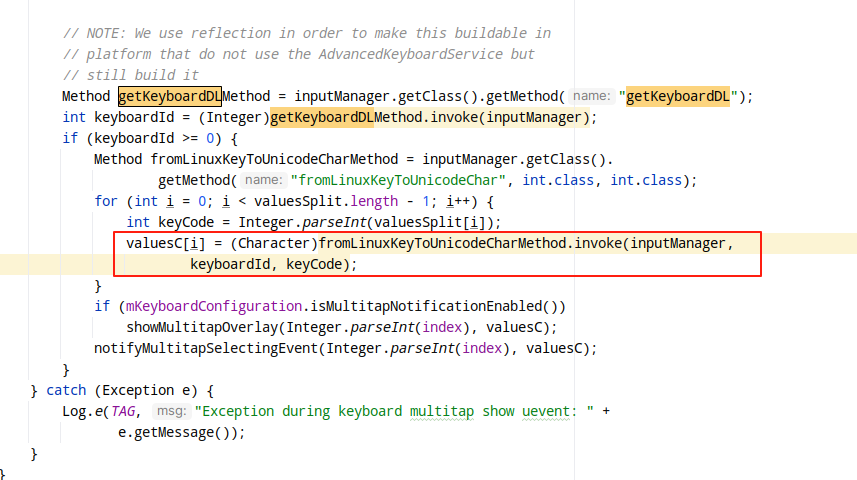 // NOTE: We use reflection in order to make this buildable in
// platform that do not use the AdvancedKeyboardService but
// still build it
Method getKeyboardDLMethod = inputManager.getClass().getMethod( name: "getKeyboardDL");
int keyboardId = (Integer)getKeyboardDLMethod.invoke(inputManager);
if (keyboardId >= 0) {
Method fromLinuxKeyToUnicodeCharMethod = inputManager.getClass().
getMethod( name: "fromLinuxKeyToUnicodeChar", int.class, int.class);
for (int i = 0; i < valuesSplit.length - 1; i++) {
int keyCode = Integer.parseInt(valuesSplit[i]);
valuesC[i] = (Character)fromLinuxKeyToUnicodeCharMethod.invoke(inputManager,
keyboardId, keyCode);
}
if (mKeyboardConfiguration.isMultitapNotificationEnabled())
showMultitapOverlay(Integer.parseInt(index), valuesC);
notifyMultitapSelectingEvent(Integer.parseInt(index), valuesC);
}
} catch (Exception e) {
Log.e(TAG, msg: "Exception during keyboard multitap show uevent: " +
e.getMessage());
}
}